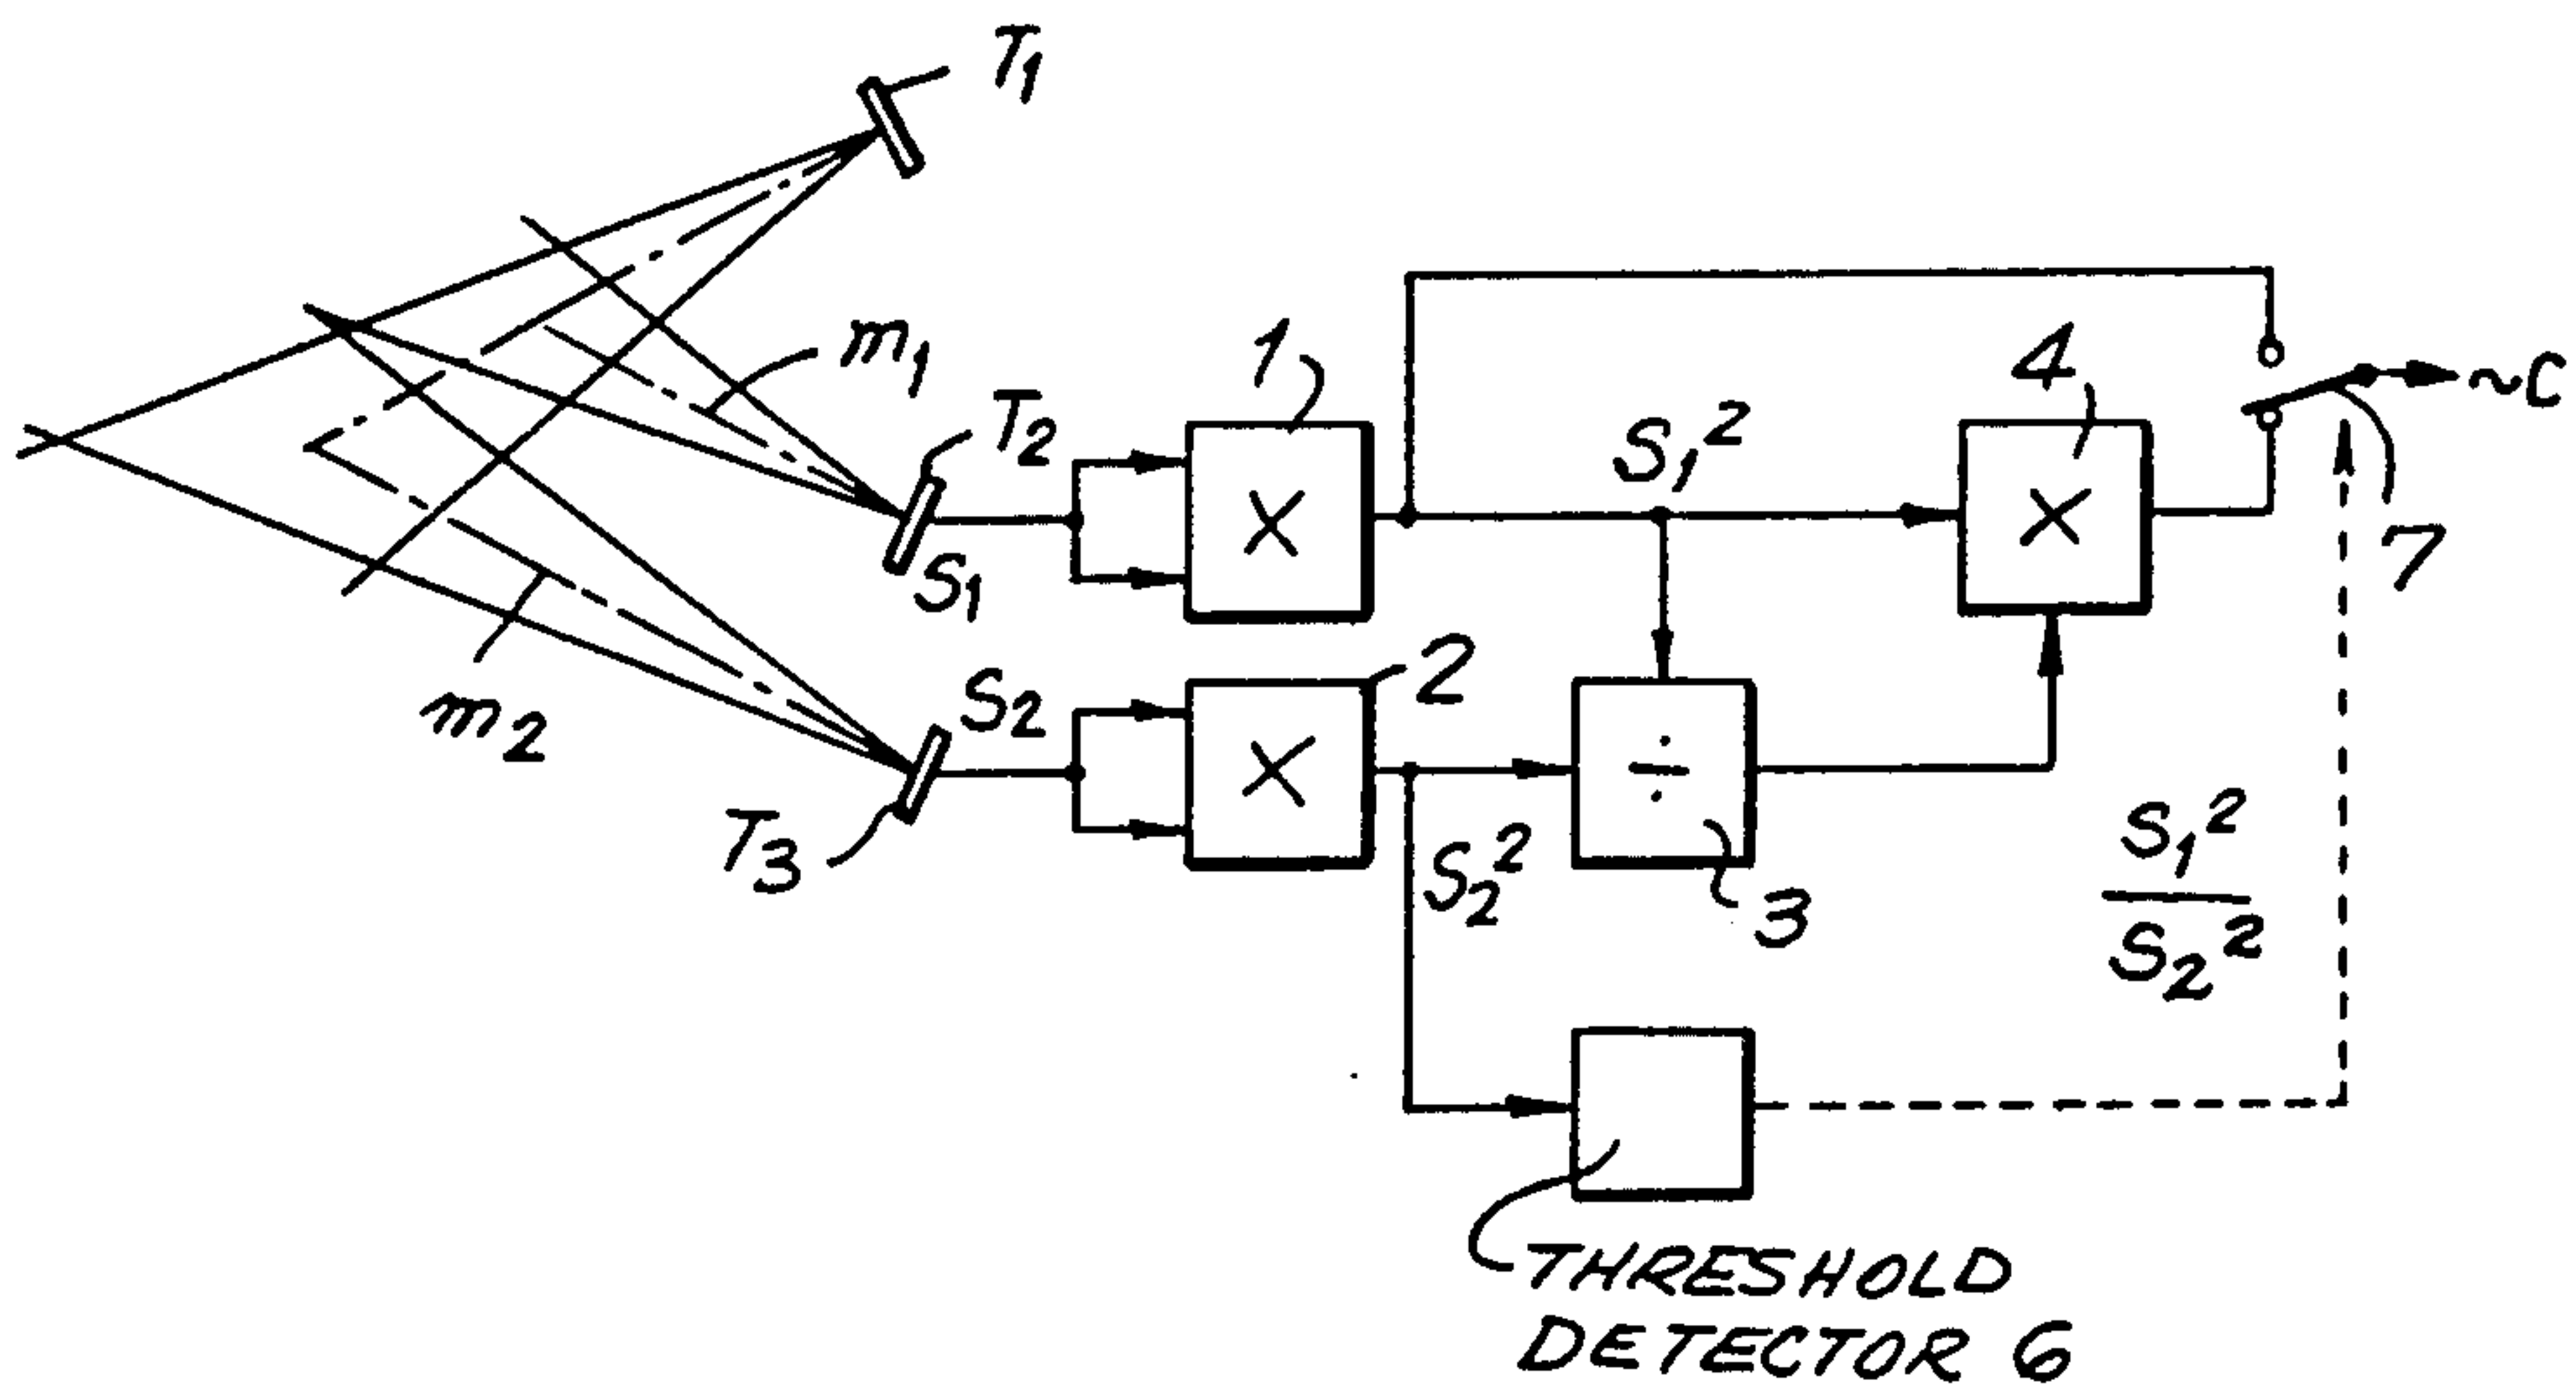 T₁
m₁
1
T₂
S₁
×
S₁²
4
×
~C
7
m₂
S₂
2
×
T₃
S₂²
÷
3
S₁²
S₂²
THRESHOLD
DETECTOR 6